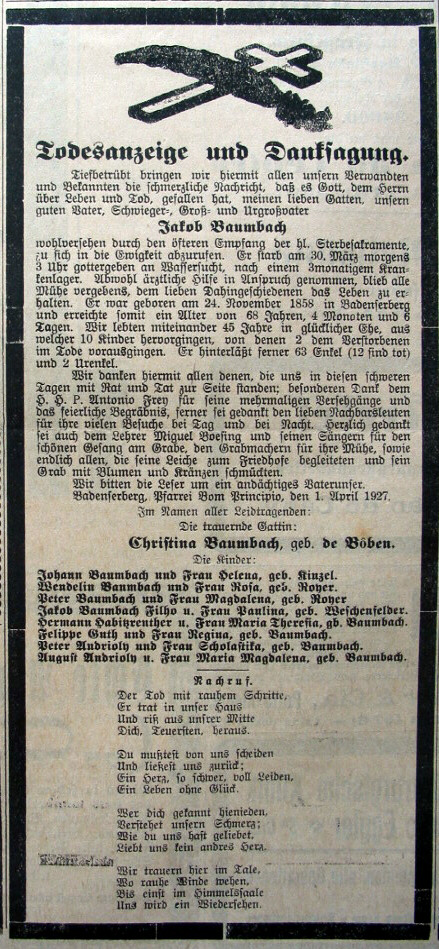 Todesanzeige und Danksagung.
Tiefbetrübt bringen wir hiermit allen unsern Verwandten
und Bekannten die schmerzliche Nachricht, daß es Gott, dem Herrn
über Leben und Tod, gefallen hat, meinen lieben Gatten, unsern
guten Vater, Schwieger-, Groß- und Urgroßvater
Jakob Baumbach
wohlversehen durch den öfteren Empfang der hl. Sterbesakramente,
zu sich in die Ewigkeit abzurufen. Er starb am 30. März morgens
3 Uhr gottergeben an Wassersucht, nach einem 3monatigem Kran-
kenlager. Abwohl ärztliche Hilfe in Anspruch genommen, blieb alle
Mühe vergebens, dem lieben Dahingeschiedenen das Leben zu er-
halten. Er war geboren am 24. November 1858 in Badenserberg
und erreichte somit ein Alter von 68 Jahren, 4 Monoten und 6
Tagen. Wir lebten miteinander 45 Jahre in glücklicher Ehe, aus
welcher 10 Kinder hervorgingen, von denen 2 dem Verstorbenen
im Tode vorausgingen. Er hinterläßt ferner 63 Enkel (12 sind tot)
und 2 Urenkel.
Wir danken hiermit allen denen, die uns in diesen schweren
Tagen mit Rat und Tat zur Seite standen; besonderen Dank dem
H. H. P. Antonio Frey für seine mehrmaligen Versehgänge und
das feierliche Begräbnis, ferner sei gedankt den lieben Nachbarsleuten
für ihre vielen Besuche bei Tag und bei Nacht. Herzlich gedankt
sei auch dem Lehrer Miguel Boesing und seinen Sängern für den
schönen Gesang am Grabe, den Grabmachern für ihre Mühe, sowie
endlich allen, die seine Leiche zum Friedhofe begleiteten und sein
Grab mit Blumen und Kränzen schmückten.
Wir bitten die Leser um ein andächtiges Vaterunser.
Badenserberg, Pfarrei Bom Principio, den 1. April 1927.
Im Namen aller Leidtragenden:
Die trauernde Gattin:
Christina Baumbach, geb. de Böben.
Die Kinder:
Johann Baumbach und Frau Helena, geb. Kinzel.
Wendelin Baumbach und Frau Rosa, geb. Royer.
Peter Baumbach und Frau Magdalena, geb. Royer
Jakob Baumbach Filho u. Frau Paulina, geb. Weschenfelder.
Hermann Habitzreuther u. Frau Maria Theresia, gb. Baumbach.
Felippe Guth und Frau Regina, geb. Baumbach.
Peter Andrioly und Frau Scholastika, geb. Baumbach.
August Andrioly u. Frau Maria Magdalena, geb. Baumbach.
Nachruf.
Der Tod mit rauhem Schritte,
Er trat in unser Haus
Und riß aus unsrer Mitte
Dich, Teuersten, heraus.
Du mußtest von uns scheiden
Und ließest uns zurück;
Ein Herz, so schwer, voll Leiden,
Ein Leben ohne Glück.
Wer dich gekannt hienieden,
Verstehet unsern Schmerz;
Wie du uns hast geliebet,
Liebt uns kein andres Herz.
Wir trauern hier im Tale,
Wo rauhe Winde wehen,
Bis einst im Himmelssaale
Uns wird ein Wiedersehen.